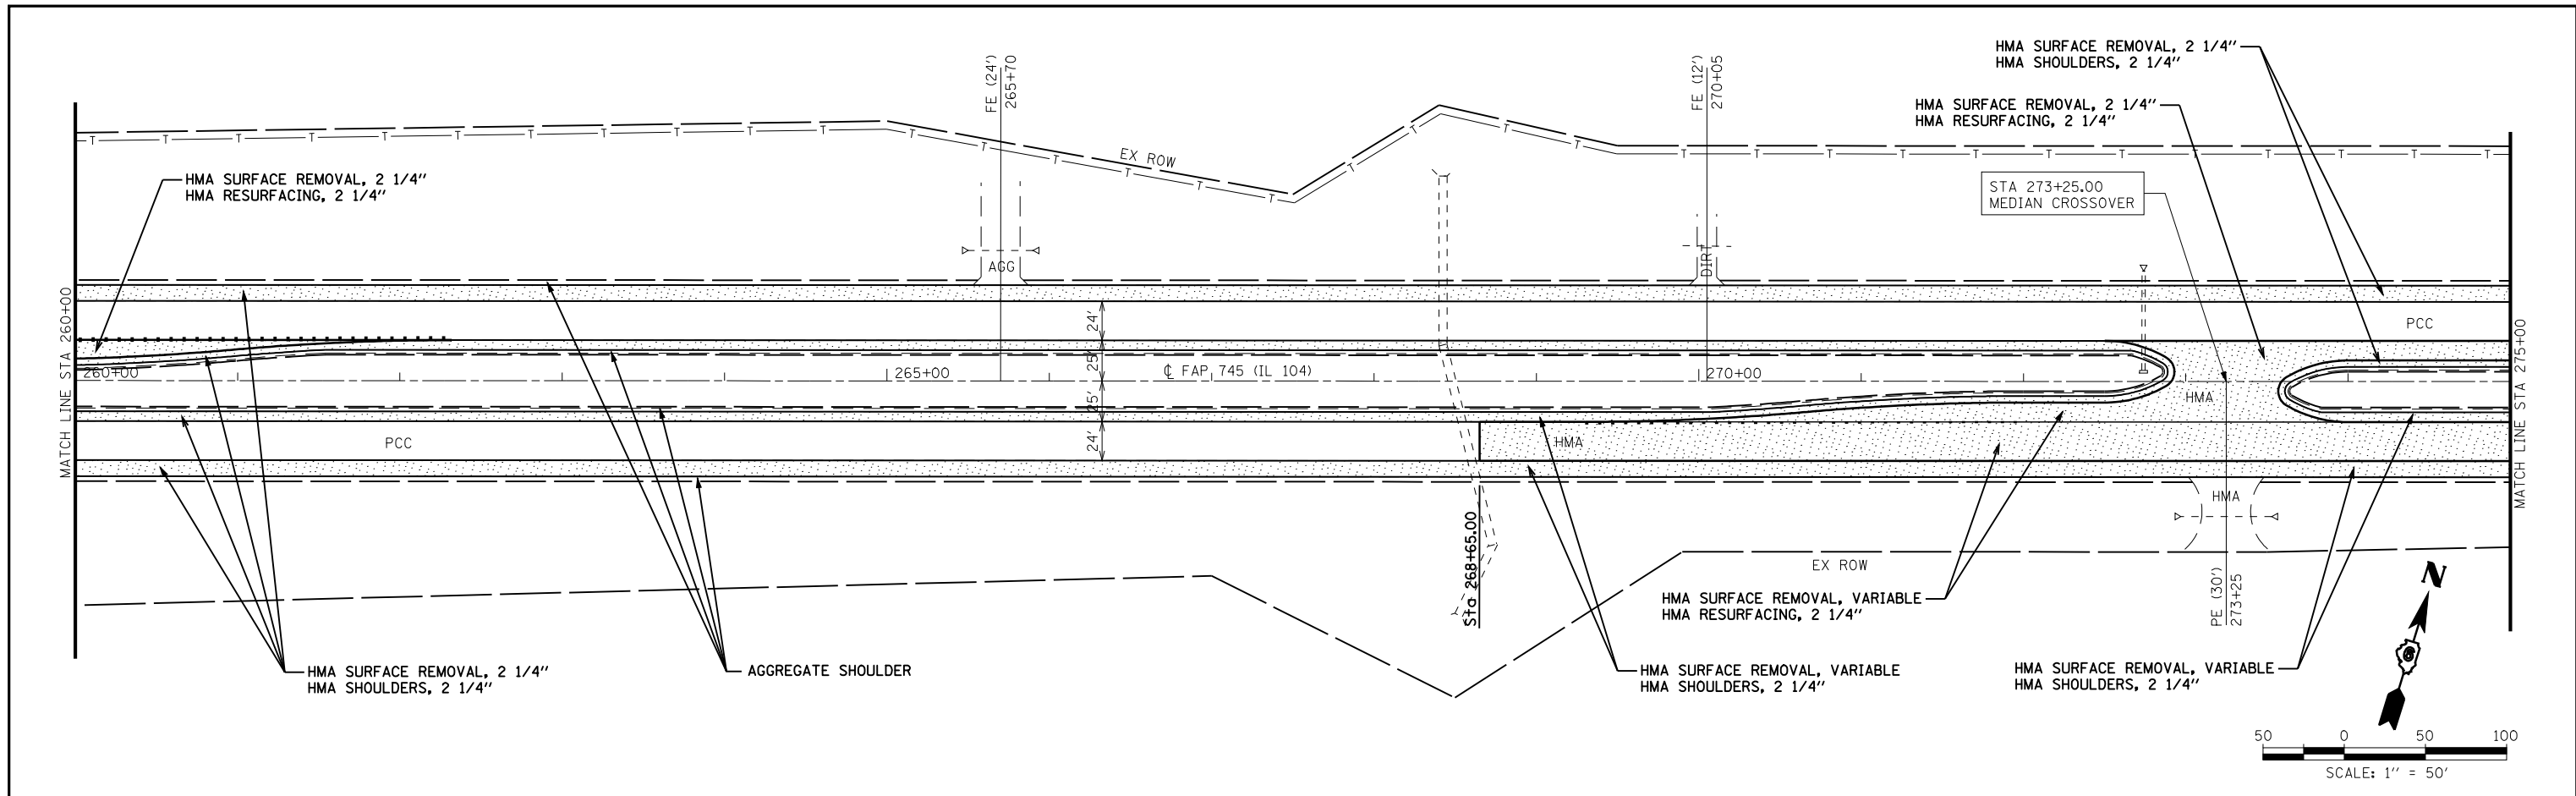 HMA SURFACE REMOVAL, 2 1/4"
HMA SHOULDERS, 2 1/4"
HMA SURFACE REMOVAL, 2 1/4"
HMA RESURFACING, 2 1/4"
FE (24')
265+70
FE (12')
270+05
EX ROW
HMA SURFACE REMOVAL, 2 1/4"
HMA RESURFACING, 2 1/4"
STA 273+25.00
MEDIAN CROSSOVER
T T T T T T T T T T T T T T T T T T T T T T T T T T T T T T T T T T
AGG
DIRT
MATCH LINE STA 260+00
MATCH LINE STA 275+00
24'
PCC
25'
260+00
265+00
℄ FAP 745 (IL 104)
270+00
HMA
25'
PCC
24'
HMA
HMA
Sta 268+65.00
EX ROW
PE (30')
273+25
HMA SURFACE REMOVAL, VARIABLE
HMA RESURFACING, 2 1/4"
HMA SURFACE REMOVAL, 2 1/4"
HMA SHOULDERS, 2 1/4"
AGGREGATE SHOULDER
HMA SURFACE REMOVAL, VARIABLE
HMA SHOULDERS, 2 1/4"
HMA SURFACE REMOVAL, VARIABLE
HMA SHOULDERS, 2 1/4"
N
6
50 0 50 100
SCALE: 1" = 50'